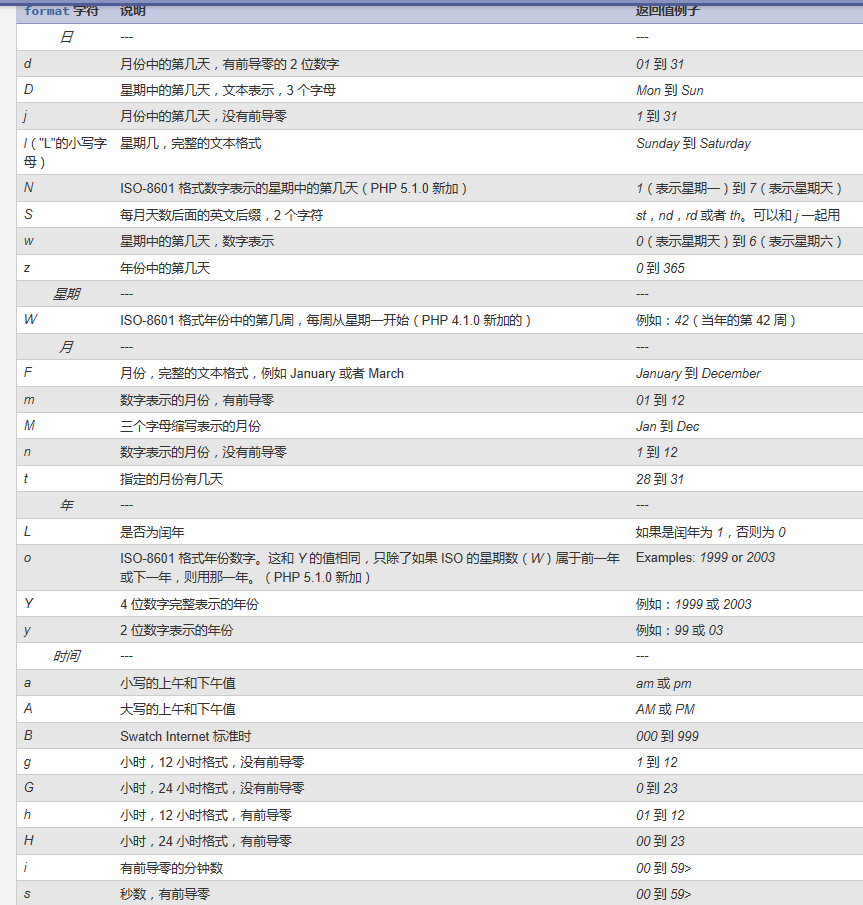 format 字符 说明 返回值例子
日 --- ---
d 月份中的第几天，有前导零的 2 位数字 01 到 31
D 星期中的第几天，文本表示，3 个字母 Mon 到 Sun
j 月份中的第几天，没有前导零 1 到 31
l（"L"的小写字 星期几，完整的文本格式 Sunday 到 Saturday
母）
N ISO-8601 格式数字表示的星期中的第几天（PHP 5.1.0 新加） 1（表示星期一）到 7（表示星期天）
S 每月天数后面的英文后缀，2 个字符 st，nd，rd 或者 th。可以和 j 一起用
w 星期中的第几天，数字表示 0（表示星期天）到 6（表示星期六）
z 年份中的第几天 0 到 365
星期 --- ---
W ISO-8601 格式年份中的第几周，每周从星期一开始（PHP 4.1.0 新加的） 例如：42（当年的第 42 周）
月 --- ---
F 月份，完整的文本格式，例如 January 或者 March January 到 December
m 数字表示的月份，有前导零 01 到 12
M 三个字母缩写表示的月份 Jan 到 Dec
n 数字表示的月份，没有前导零 1 到 12
t 指定的月份有几天 28 到 31
年 --- ---
L 是否为闰年 如果是闰年为 1，否则为 0
o ISO-8601 格式年份数字。这和 Y 的值相同，只除了如果 ISO 的星期数（W）属于前一年 Examples: 1999 or 2003
或下一年，则用那一年。（PHP 5.1.0 新加）
Y 4 位数字完整表示的年份 例如：1999 或 2003
y 2 位数字表示的年份 例如：99 或 03
时间 --- ---
a 小写的上午和下午值 am 或 pm
A 大写的上午和下午值 AM 或 PM
B Swatch Internet 标准时 000 到 999
g 小时，12 小时格式，没有前导零 1 到 12
G 小时，24 小时格式，没有前导零 0 到 23
h 小时，12 小时格式，有前导零 01 到 12
H 小时，24 小时格式，有前导零 00 到 23
i 有前导零的分钟数 00 到 59>
s 秒数，有前导零 00 到 59>